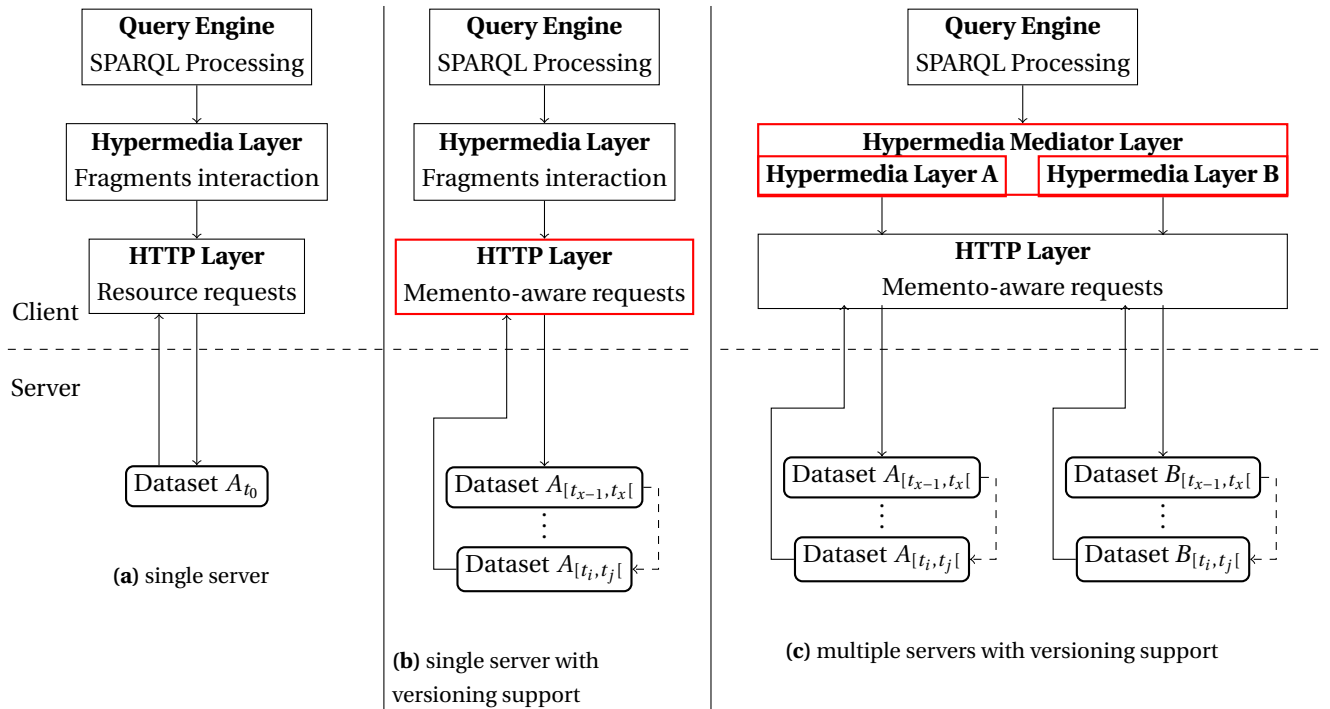 Query Engine
SPARQL Processing
Hypermedia Layer
Fragments interaction
HTTP Layer
Resource requests
Client
Server
Dataset A_{t_0}
(a) single server
Query Engine
SPARQL Processing
Hypermedia Layer
Fragments interaction
HTTP Layer
Memento-aware requests
Dataset A_{[t_{x−1},t_x[}
⋮
Dataset A_{[t_i,t_j[}
(b) single server with
versioning support
Query Engine
SPARQL Processing
Hypermedia Mediator Layer
Hypermedia Layer A
Hypermedia Layer B
HTTP Layer
Memento-aware requests
Dataset A_{[t_{x−1},t_x[}
⋮
Dataset A_{[t_i,t_j[}
Dataset B_{[t_{x−1},t_x[}
⋮
Dataset B_{[t_i,t_j[}
(c) multiple servers with versioning support